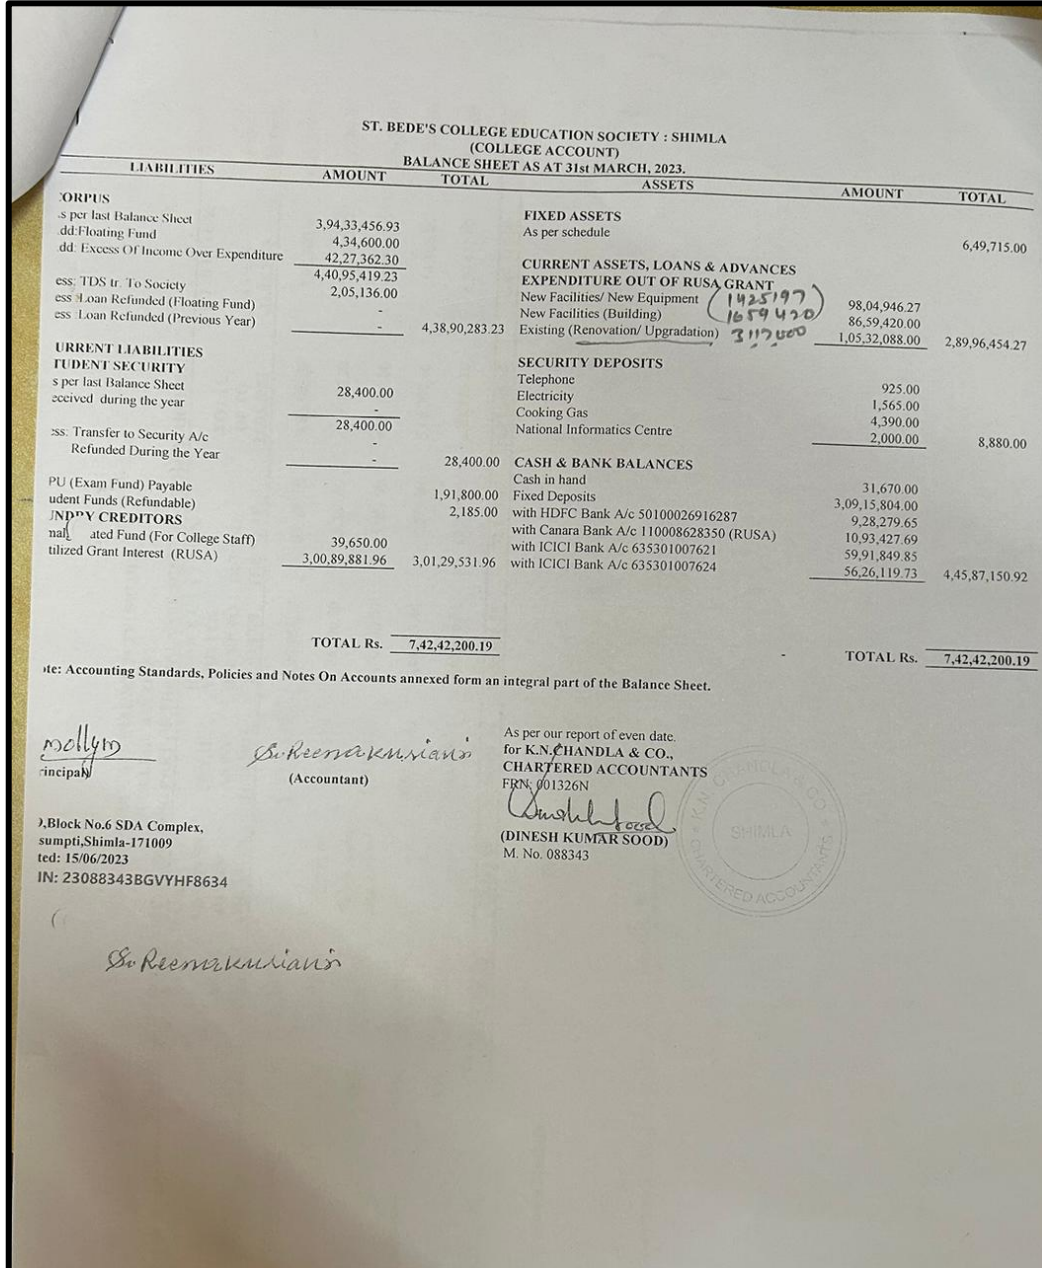 ST. BEDE'S COLLEGE EDUCATION SOCIETY : SHIMLA
(COLLEGE ACCOUNT)
BALANCE SHEET AS AT 31st MARCH, 2023.
LIABILITIES AMOUNT TOTAL ASSETS AMOUNT TOTAL
ORPUS
s per last Balance Sheet 3,94,33,456.93 FIXED ASSETS
dd:Floating Fund 4,34,600.00 As per schedule 6,49,715.00
dd: Excess Of Income Over Expenditure 42,27,362.30
4,40,95,419.23 CURRENT ASSETS, LOANS & ADVANCES
ess: TDS tr. To Society 2,05,136.00 EXPENDITURE OUT OF RUSA GRANT
ess Loan Refunded (Floating Fund) - New Facilities/ New Equipment (1425197) 98,04,946.27
ess Loan Refunded (Previous Year) - 4,38,90,283.23 New Facilities (Building) (1659420) 86,59,420.00
Existing (Renovation/ Upgradation) 3117000 1,05,32,088.00 2,89,96,454.27
URRENT LIABILITIES
TUDENT SECURITY SECURITY DEPOSITS
s per last Balance Sheet 28,400.00 Telephone 925.00
eceived during the year - Electricity 1,565.00
28,400.00 Cooking Gas 4,390.00
ess: Transfer to Security A/c - National Informatics Centre 2,000.00 8,880.00
Refunded During the Year -
28,400.00 CASH & BANK BALANCES
PU (Exam Fund) Payable 1,91,800.00 Cash in hand 31,670.00
udent Funds (Refundable) 2,185.00 Fixed Deposits 3,09,15,804.00
UNDRY CREDITORS with HDFC Bank A/c 50100026916287 9,28,279.65
ated Fund (For College Staff) 39,650.00 with Canara Bank A/c 110008628350 (RUSA) 10,93,427.69
tilized Grant Interest (RUSA) 3,00,89,881.96 3,01,29,531.96 with ICICI Bank A/c 635301007621 59,91,849.85
with ICICI Bank A/c 635301007624 56,26,119.73 4,45,87,150.92
TOTAL Rs. 7,42,42,200.19 - TOTAL Rs. 7,42,42,200.19
te: Accounting Standards, Policies and Notes On Accounts annexed form an integral part of the Balance Sheet.
mollym
rincipal
Sr. Reenakurian
(Accountant)
As per our report of even date.
for K.N.CHANDLA & CO.,
CHARTERED ACCOUNTANTS
FRN: 001326N
(DINESH KUMAR SOOD)
M. No. 088343
K.N. CHANDLA & CO.
SHIMLA
CHARTERED ACCOUNTANTS
,Block No.6 SDA Complex,
sumpti,Shimla-171009
ted: 15/06/2023
IN: 23088343BGVYHF8634
Sr. Reenakurian